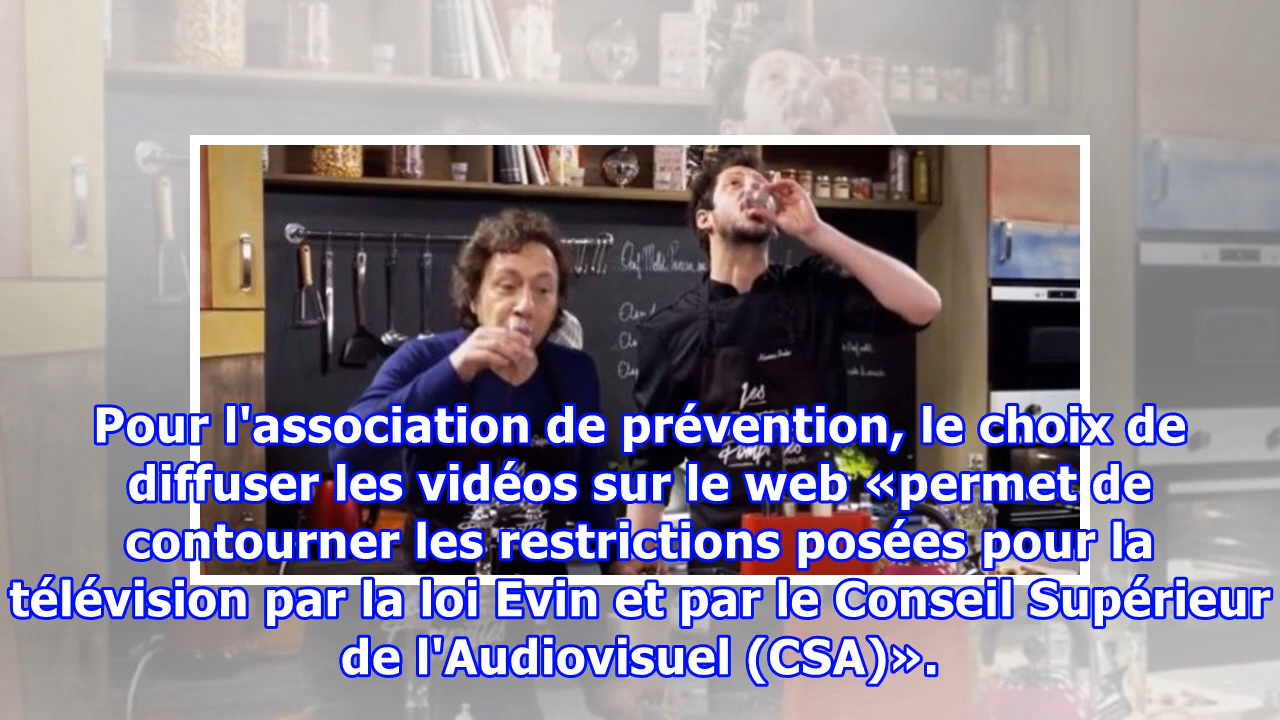 Pour l'association de prévention, le choix de
diffuser les vidéos sur le web «permet de
contourner les restrictions posées pour la
télévision par la loi Evin et par le Conseil Supérieur
de l'Audiovisuel (CSA)».
Les